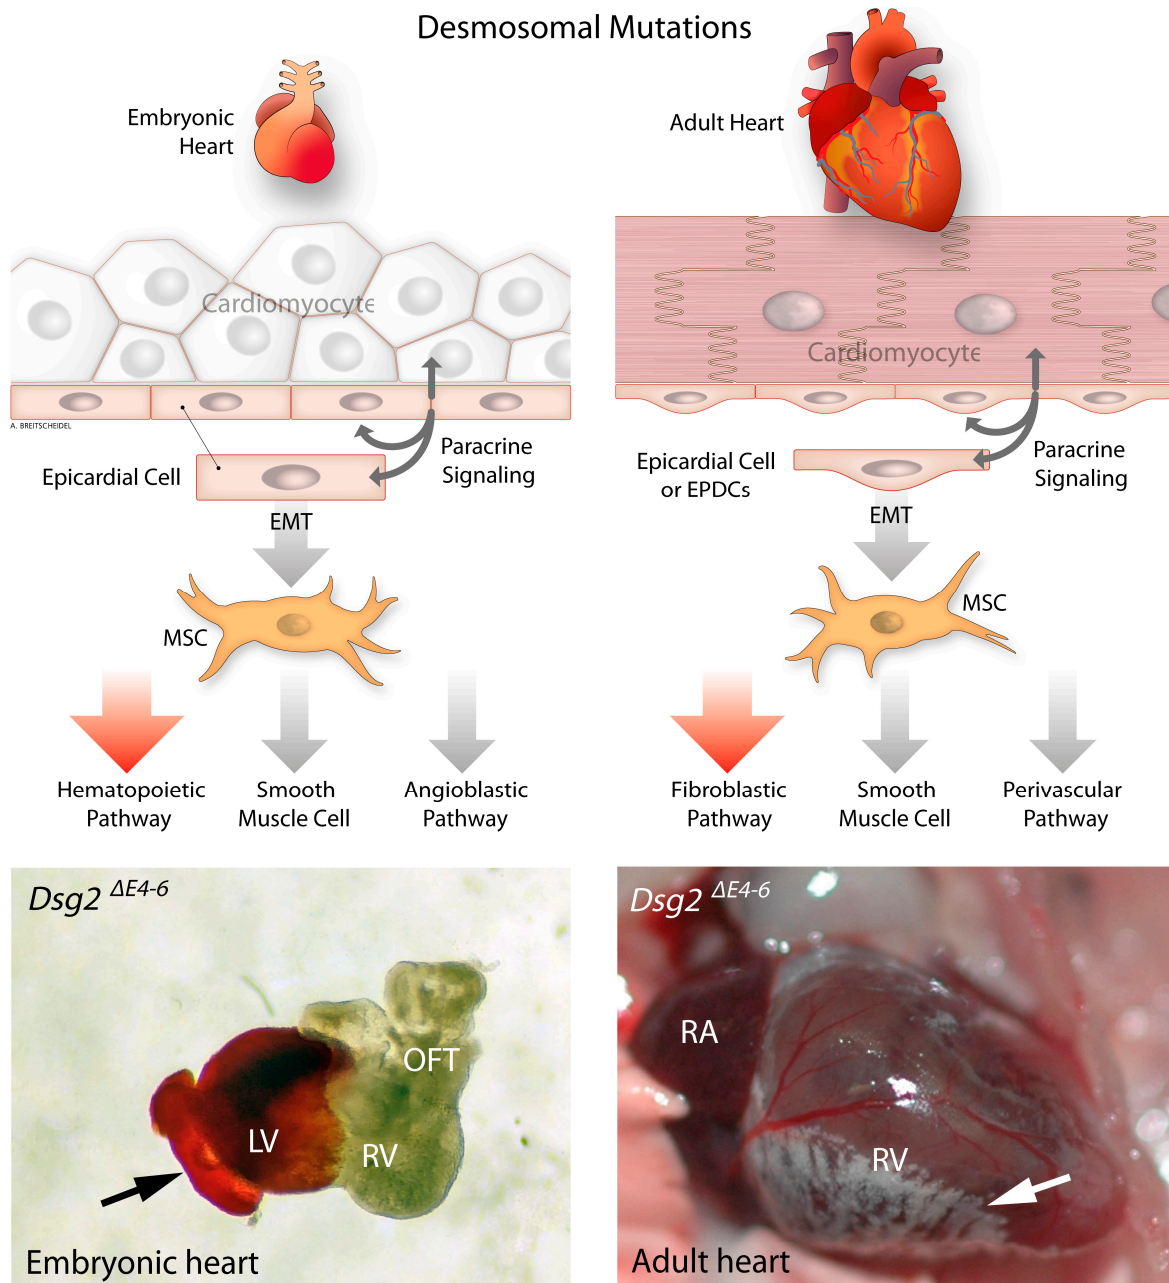 Desmosomal Mutations
Embryonic
Heart
Cardiomyocyte
A. BREITSCHEIDEL
Epicardial Cell
Paracrine
Signaling
EMT
MSC
Hematopoietic
Pathway
Smooth
Muscle Cell
Angioblastic
Pathway
Dsg2 ΔE4-6
OFT
LV
RV
Embryonic heart
Adult Heart
Cardiomyocyte
Epicardial Cell
or EPDCs
Paracrine
Signaling
EMT
MSC
Fibroblastic
Pathway
Smooth
Muscle Cell
Perivascular
Pathway
Dsg2 ΔE4-6
RA
RV
Adult heart